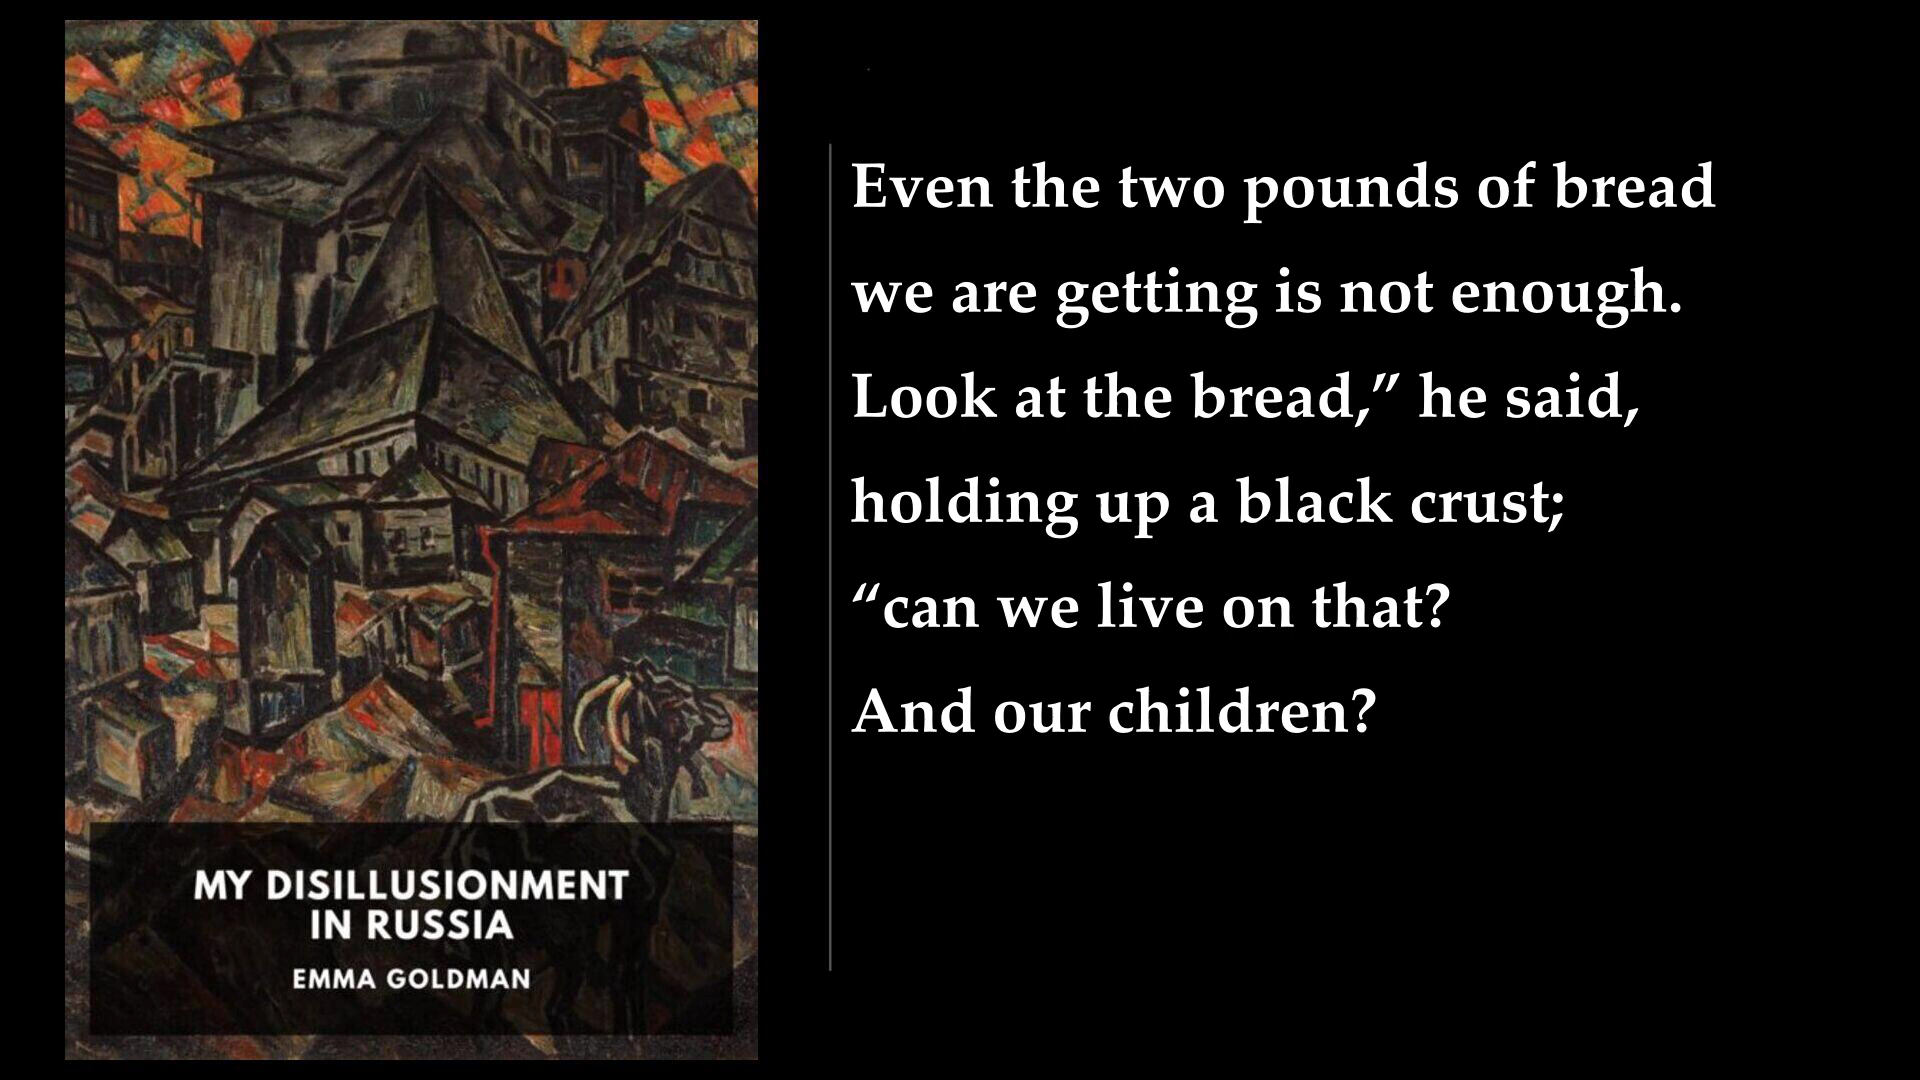 MY DISILLUSIONMENT
IN RUSSIA
EMMA GOLDMAN
Even the two pounds of bread
we are getting is not enough.
Look at the bread,” he said,
holding up a black crust;
“can we live on that?
And our children?